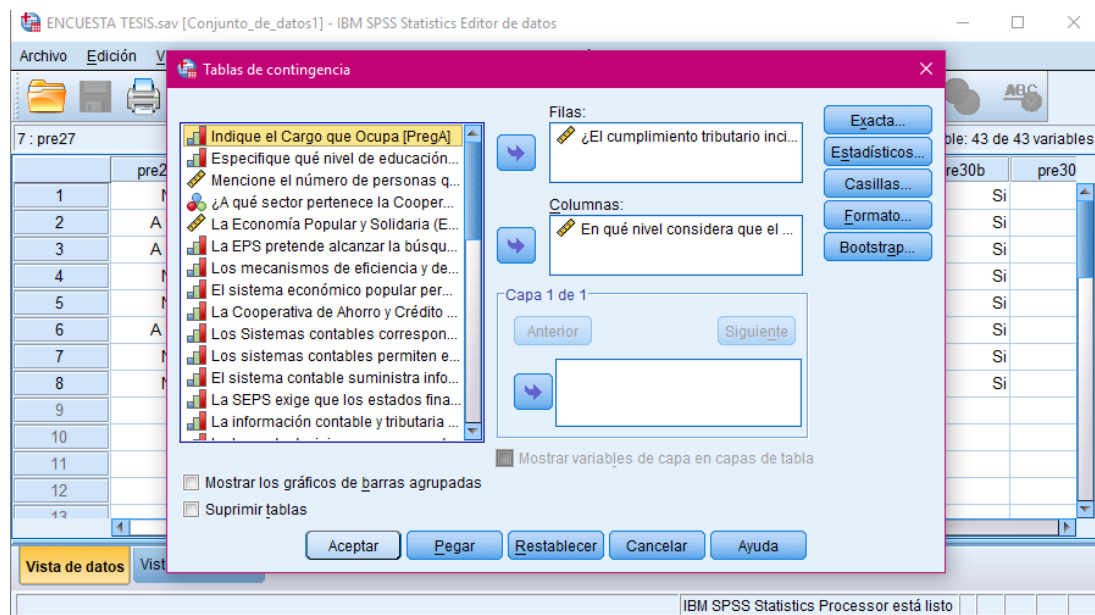 ENCUESTA TESIS.sav [Conjunto_de_datos1] - IBM SPSS Statistics Editor de datos
Archivo Edición V
Tablas de contingencia
7 : pre27
ble: 43 de 43 variables
pre2
re30b
pre30
1
Si
2
A
Si
3
A
Si
4
Si
5
Si
6
A
Si
7
Si
8
Si
9
10
11
12
13
Indique el Cargo que Ocupa [PregA]
Especifique qué nivel de educación...
Mencione el número de personas q...
¿A qué sector pertenece la Cooper...
La Economía Popular y Solidaria (E...
La EPS pretende alcanzar la búsqu...
Los mecanismos de eficiencia y de...
El sistema económico popular per...
La Cooperativa de Ahorro y Crédito ...
Los Sistemas contables correspon...
Los sistemas contables permiten e...
El sistema contable suministra info...
La SEPS exige que los estados fina...
La información contable y tributaria ...
Filas:
¿El cumplimiento tributario inci...
Columnas:
En qué nivel considera que el ...
Capa 1 de 1
Anterior
Siguiente
Mostrar variables de capa en capas de tabla
Exacta...
Estadísticos...
Casillas...
Formato...
Bootstrap...
Mostrar los gráficos de barras agrupadas
Suprimir tablas
Aceptar
Pegar
Restablecer
Cancelar
Ayuda
Vista de datos
Vist
IBM SPSS Statistics Processor está listo